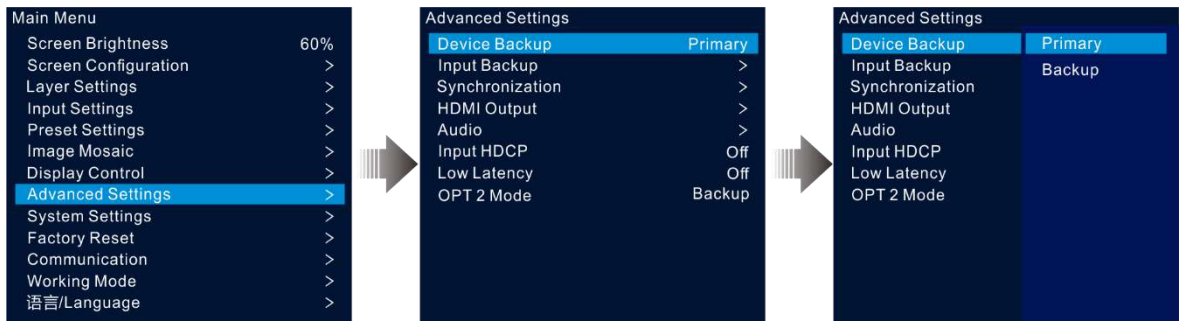 Main Menu
Screen Brightness 60%
Screen Configuration >
Layer Settings >
Input Settings >
Preset Settings >
Image Mosaic >
Display Control >
Advanced Settings >
System Settings >
Factory Reset >
Communication >
Working Mode >
语言/Language >
Advanced Settings
Device Backup Primary
Input Backup >
Synchronization >
HDMI Output >
Audio >
Input HDCP Off
Low Latency Off
OPT 2 Mode Backup
Advanced Settings
Device Backup Primary
Input Backup Backup
Synchronization
HDMI Output
Audio
Input HDCP
Low Latency
OPT 2 Mode